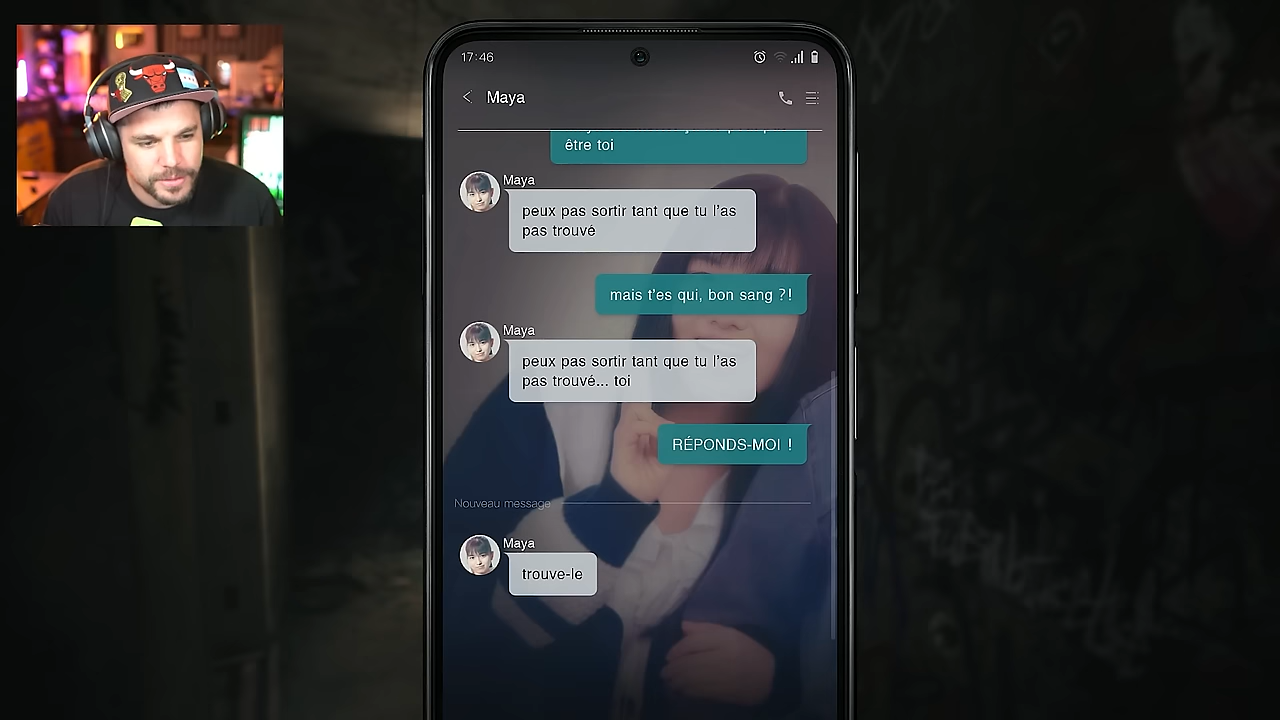 17:46
Maya
être toi
Maya
peux pas sortir tant que tu l'as
pas trouvé
mais t'es qui, bon sang ?!
Maya
peux pas sortir tant que tu l'as
pas trouvé... toi
RÉPONDS-MOI !
Nouveau message
Maya
trouve-le